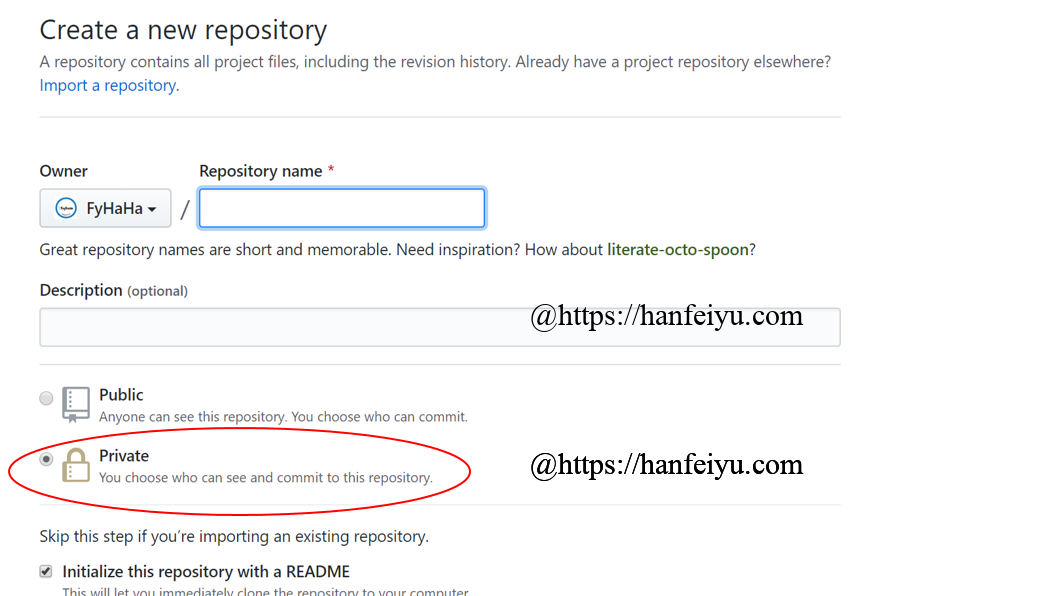 Create a new repository
A repository contains all project files, including the revision history. Already have a project repository elsewhere?
Import a repository.
Owner
Repository name *
FyHaHa
/
Great repository names are short and memorable. Need inspiration? How about literate-octo-spoon?
Description (optional)
@https://hanfeiyu.com
Public
Anyone can see this repository. You choose who can commit.
Private
You choose who can see and commit to this repository.
@https://hanfeiyu.com
Skip this step if you’re importing an existing repository.
Initialize this repository with a README
This will let you immediately clone the repository to your computer.